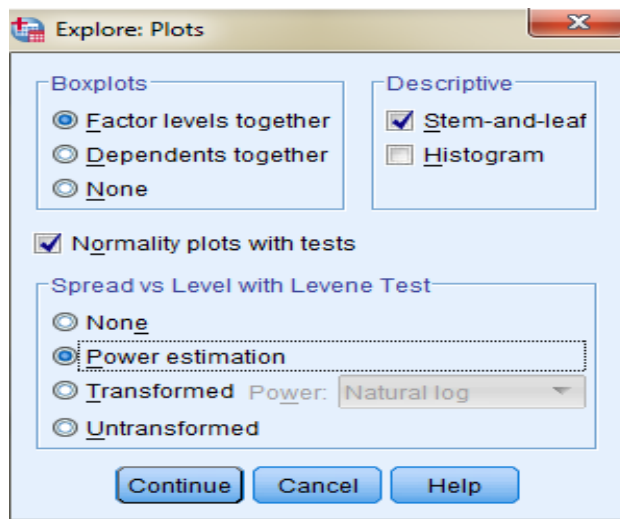 Explore: Plots
Boxplots
Factor levels together
Dependents together
None
Descriptive
Stem-and-leaf
Histogram
Normality plots with tests
Spread vs Level with Levene Test
None
Power estimation
Transformed Power: Natural log
Untransformed
Continue Cancel Help